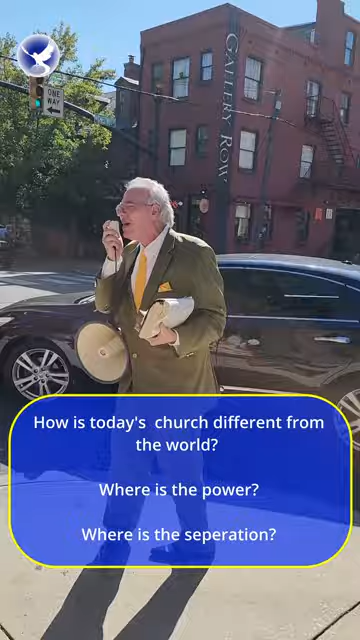 GALLERY ROW
ONE WAY
How is today's  church different from
the world?
Where is the power?
Where is the seperation?